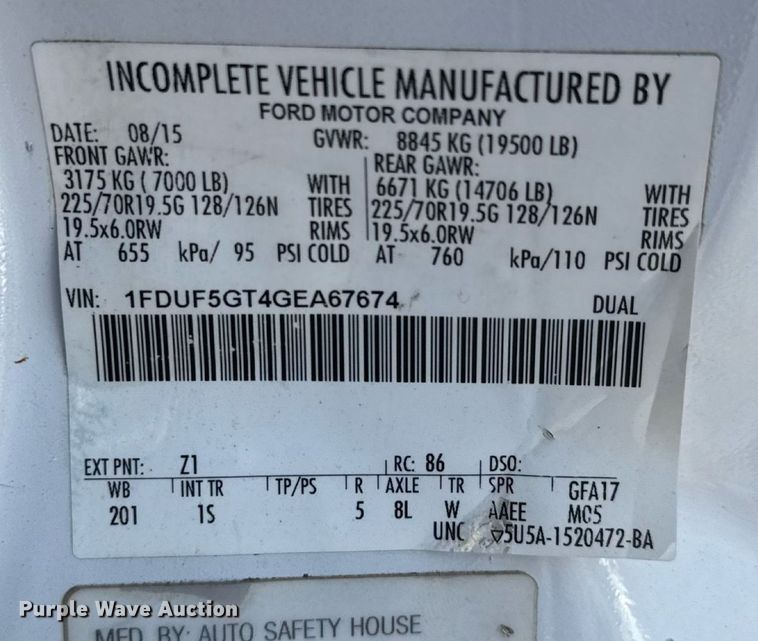 INCOMPLETE VEHICLE MANUFACTURED BY
FORD MOTOR COMPANY
DATE: 08/15 GVWR: 8845 KG (19500 LB)
FRONT GAWR: REAR GAWR:
3175 KG ( 7000 LB) WITH 6671 KG (14706 LB) WITH
225/70R19.5G 128/126N TIRES 225/70R19.5G 128/126N TIRES
19.5x6.0RW RIMS 19.5x6.0RW RIMS
AT 655 kPa/ 95 PSI COLD AT 760 kPa/110 PSI COLD
VIN: 1FDUF5GT4GEA67674 DUAL
EXT PNT: Z1 RC: 86 DSO:
WB INT TR TP/PS R AXLE TR SPR GFA17
201 1S 5 8L W AAEE MC5
UNC ▽5U5A-1520472-BA
Purple Wave Auction
MFD. BY: AUTO SAFETY HOUSE